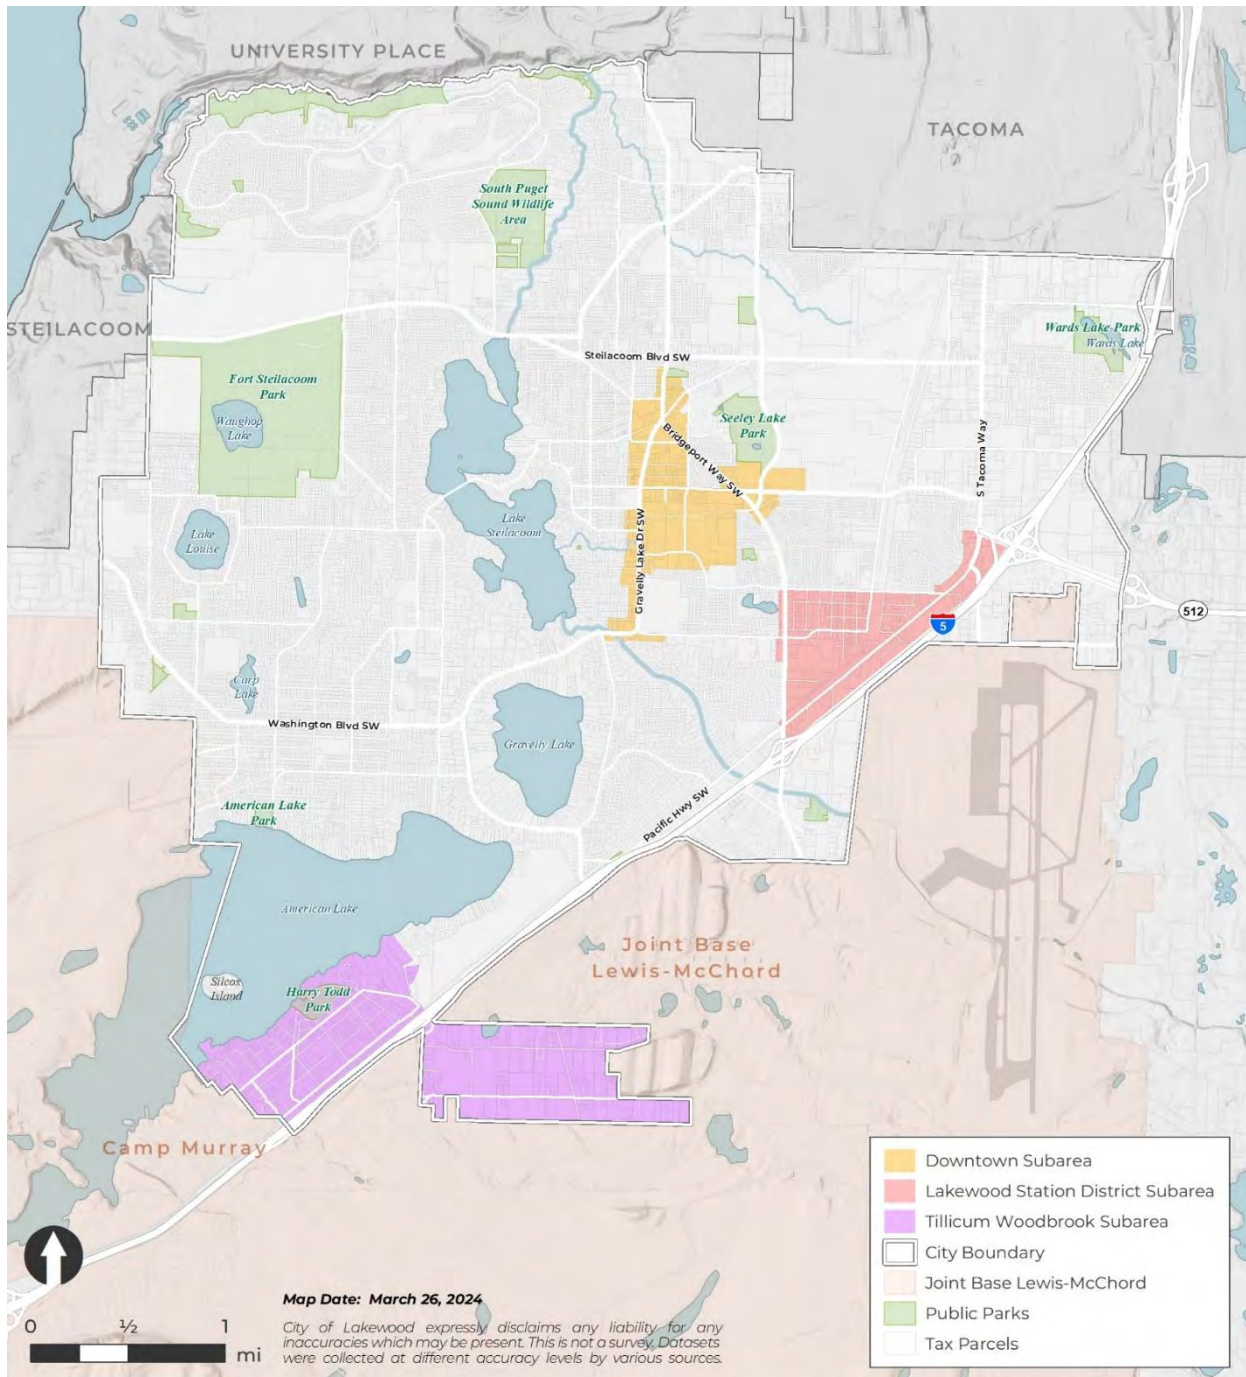 UNIVERSITY PLACE
TACOMA
South Puget
Sound Wildlife
Area
STEILACOOM
Wards Lake Park
Wards Lake
Steilacoom Blvd SW
Fort Steilacoom
Park
Waughop
Lake
Seeley Lake
Park
Bridgeport Way SW
S Tacoma Way
Lake
Steilacoom
Lake
Louise
Gravelly Lake Dr SW
512
5
Carp
Lake
Washington Blvd SW
Gravelly Lake
Pacific Hwy SW
American Lake
Park
American Lake
Joint Base
Lewis-McChord
Silcox
Island
Harry Todd
Park
Camp Murray
Downtown Subarea
Lakewood Station District Subarea
Tillicum Woodbrook Subarea
City Boundary
Joint Base Lewis-McChord
Public Parks
Tax Parcels
0 ½ 1
mi
Map Date: March 26, 2024
City of Lakewood expressly disclaims any liability for any
inaccuracies which may be present. This is not a survey. Datasets
were collected at different accuracy levels by various sources.